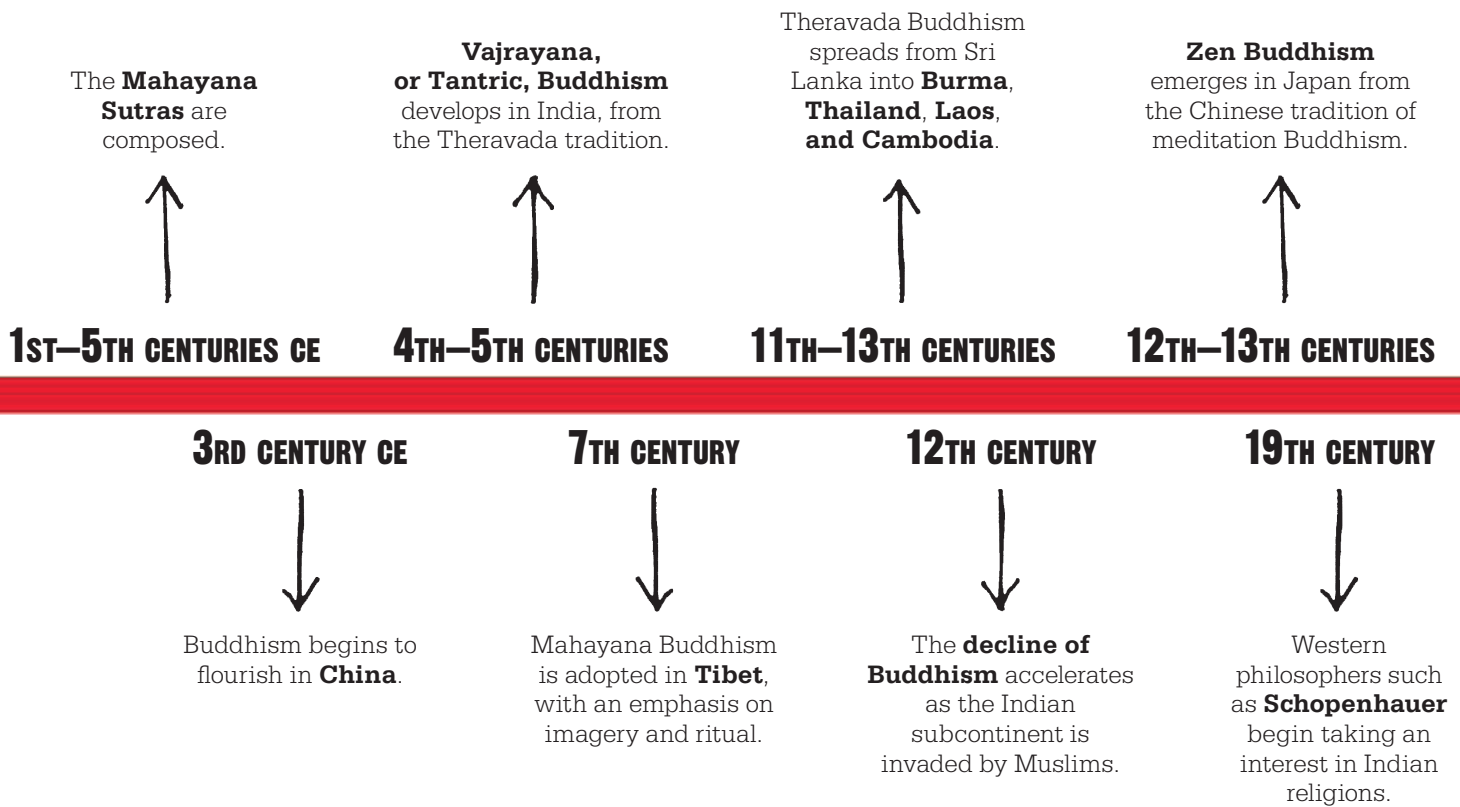 The Mahayana
Sutras are
composed.
Vajrayana,
or Tantric, Buddhism
develops in India, from
the Theravada tradition.
Theravada Buddhism
spreads from Sri
Lanka into Burma,
Thailand, Laos,
and Cambodia.
Zen Buddhism
emerges in Japan from
the Chinese tradition of
meditation Buddhism.
1ST–5TH CENTURIES CE
4TH–5TH CENTURIES
11TH–13TH CENTURIES
12TH–13TH CENTURIES
3RD CENTURY CE
7TH CENTURY
12TH CENTURY
19TH CENTURY
Buddhism begins to
flourish in China.
Mahayana Buddhism
is adopted in Tibet,
with an emphasis on
imagery and ritual.
The decline of
Buddhism accelerates
as the Indian
subcontinent is
invaded by Muslims.
Western
philosophers such
as Schopenhauer
begin taking an
interest in Indian
religions.